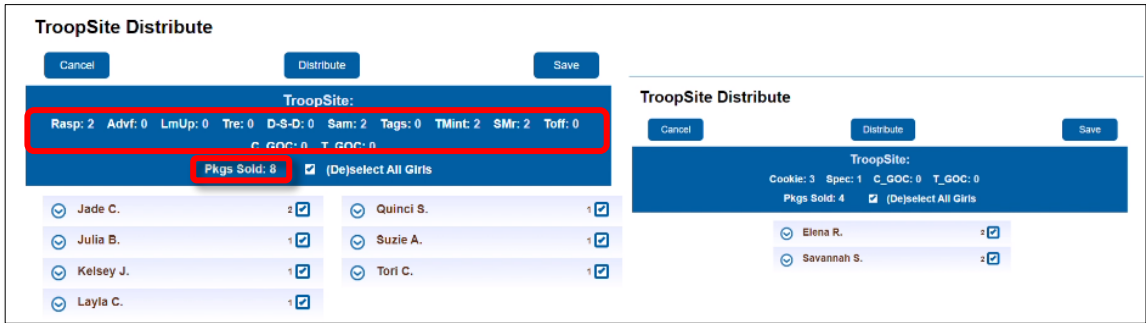 TroopSite Distribute
Cancel Distribute Save
TroopSite:
Rasp: 2 Advf: 0 LmUp: 0 Tre: 0 D-S-D: 0 Sam: 2 Tags: 0 TMint: 2 SMr: 2 Toff: 0
C_GOC: 0 T_GOC: 0
Pkgs Sold: 8 (De)select All Girls
Jade C. 2 Quinci S. 1
Julia B. 1 Suzie A. 1
Kelsey J. 1 Tori C. 1
Layla C. 1
TroopSite Distribute
Cancel Distribute Save
TroopSite:
Cookie: 3 Spec: 1 C_GOC: 0 T_GOC: 0
Pkgs Sold: 4 (De)select All Girls
Elena R. 2
Savannah S. 2